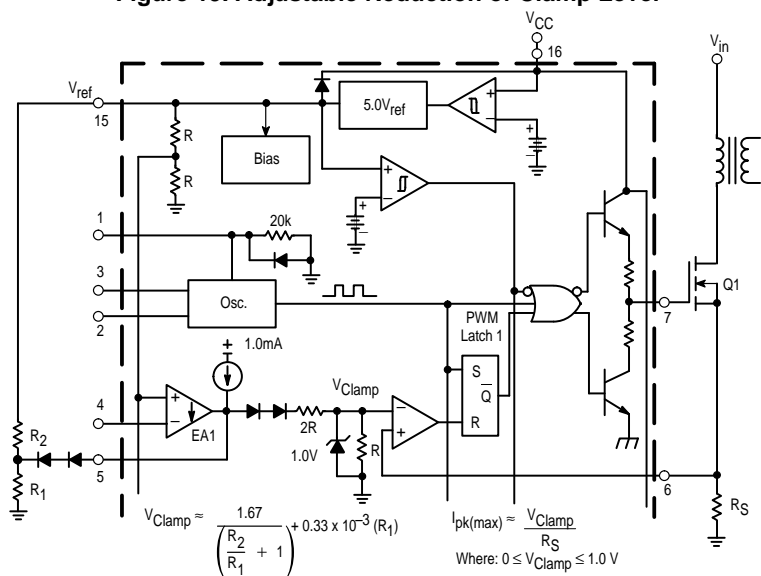 Figure 19. Adjustable Reduction of Clamp Level
VCC
16
Vin
Vref
15
R
R
Bias
5.0Vref
+
–
+
–
+
–
+
–
1
20k
3
2
Osc.
7
Q1
PWM
Latch 1
S
Q
R
+
–
1.0mA
4
+
–
EA1
2R
VClamp
–
+
1.0V
R
R2
5
R1
6
RS
VClamp ≈ 1.67 / (R2/R1 + 1) + 0.33 x 10–3 (R1)
Ipk(max) ≈ VClamp / RS
Where: 0 ≤ VClamp ≤ 1.0 V